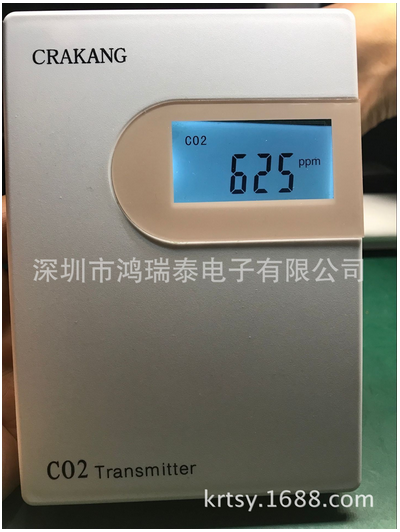 CRAKANG
CO2
625 ppm
深圳市鸿瑞泰电子有限公司
CO2 Transmitter
krtsy.1688.com